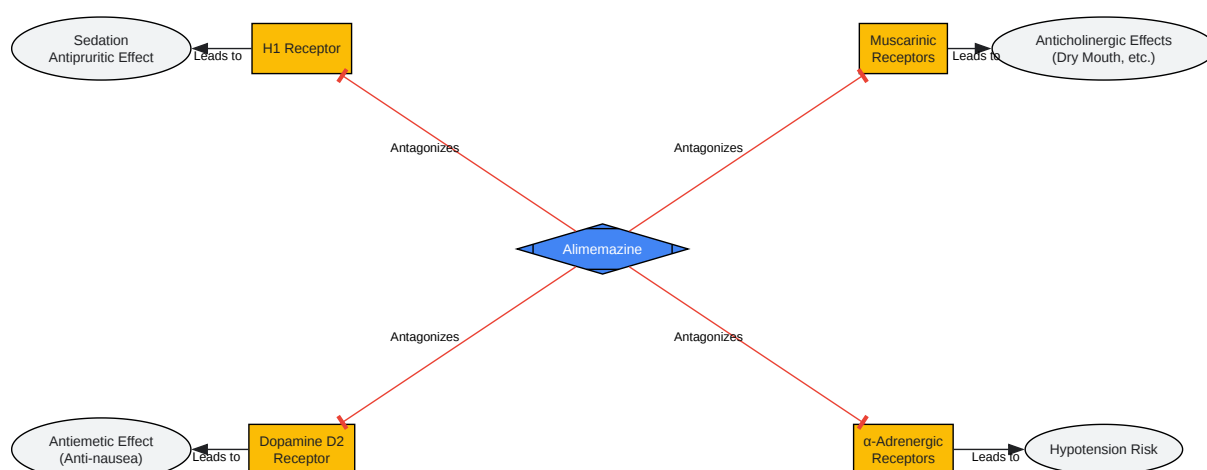 Sedation
Antipruritic Effect
Leads to
H1 Receptor
Muscarinic
Receptors
Leads to
Anticholinergic Effects
(Dry Mouth, etc.)
Antagonizes
Antagonizes
Alimemazine
Antagonizes
Antagonizes
Antiemetic Effect
(Anti-nausea)
Leads to
Dopamine D2
Receptor
α-Adrenergic
Receptors
Leads to
Hypotension Risk